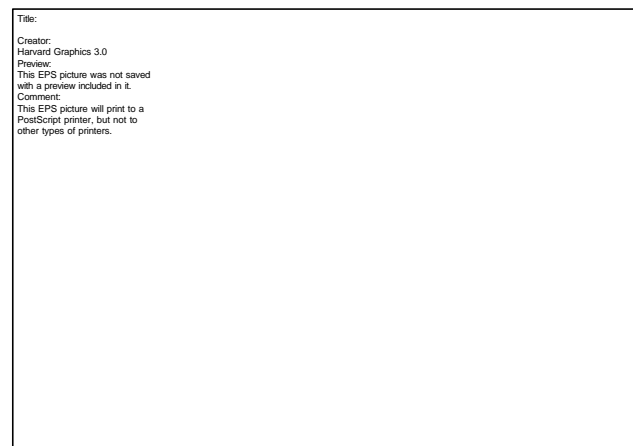 Title:
Creator:
Harvard Graphics 3.0
Preview:
This EPS picture was not saved
with a preview included in it.
Comment:
This EPS picture will print to a
PostScript printer, but not to
other types of printers.